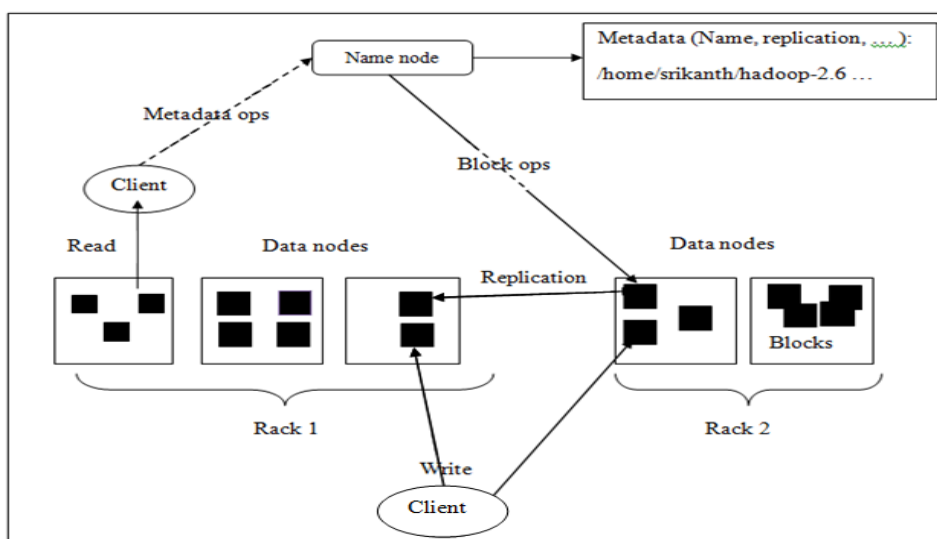 Metadata (Name, replication, … ):
Name node
/home/srikanth/hadoop-2.6 …
Metadata ops
Block ops
Client
Read
Data nodes
Data nodes
Replication
Blocks
Rack 1
Rack 2
Write
Client